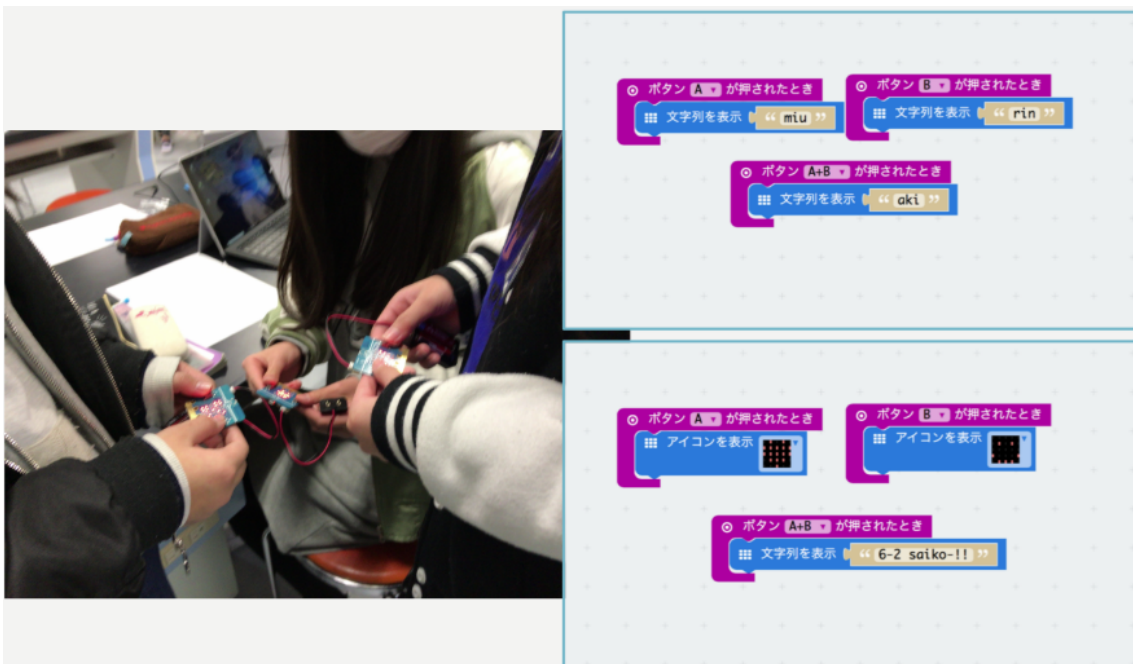 ボタン A ▼ が押されたとき
文字列を表示 “ miu ”
ボタン B ▼ が押されたとき
文字列を表示 “ rin ”
ボタン A+B ▼ が押されたとき
文字列を表示 “ aki ”
ボタン A ▼ が押されたとき
アイコンを表示
ボタン B ▼ が押されたとき
アイコンを表示
ボタン A+B ▼ が押されたとき
文字列を表示 “ 6-2 saiko-!! ”